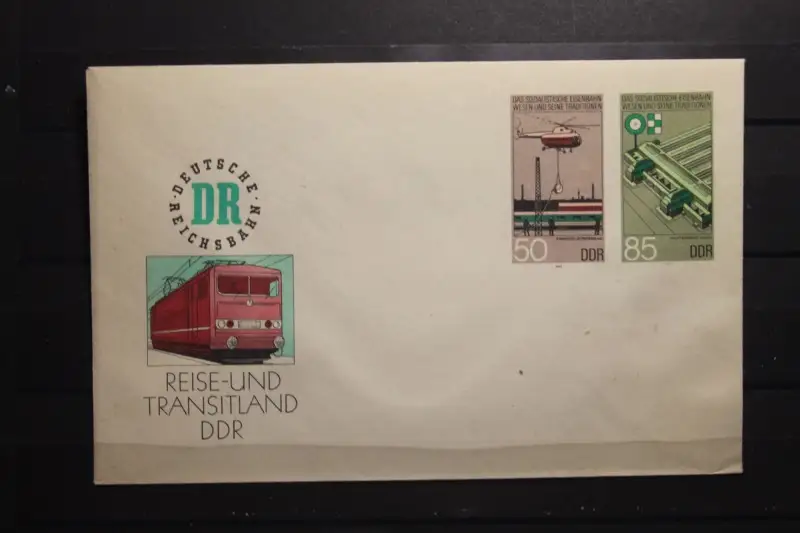 DEUTSCHE
REICHSBAHN
DR
REISE-UND
TRANSITLAND
DDR
DAS SOZIALISTISCHE EISENBAHN-
WESEN UND SEINE TRADITIONEN
50 DDR
DAS SOZIALISTISCHE EISENBAHN-
WESEN UND SEINE TRADITIONEN
85 DDR